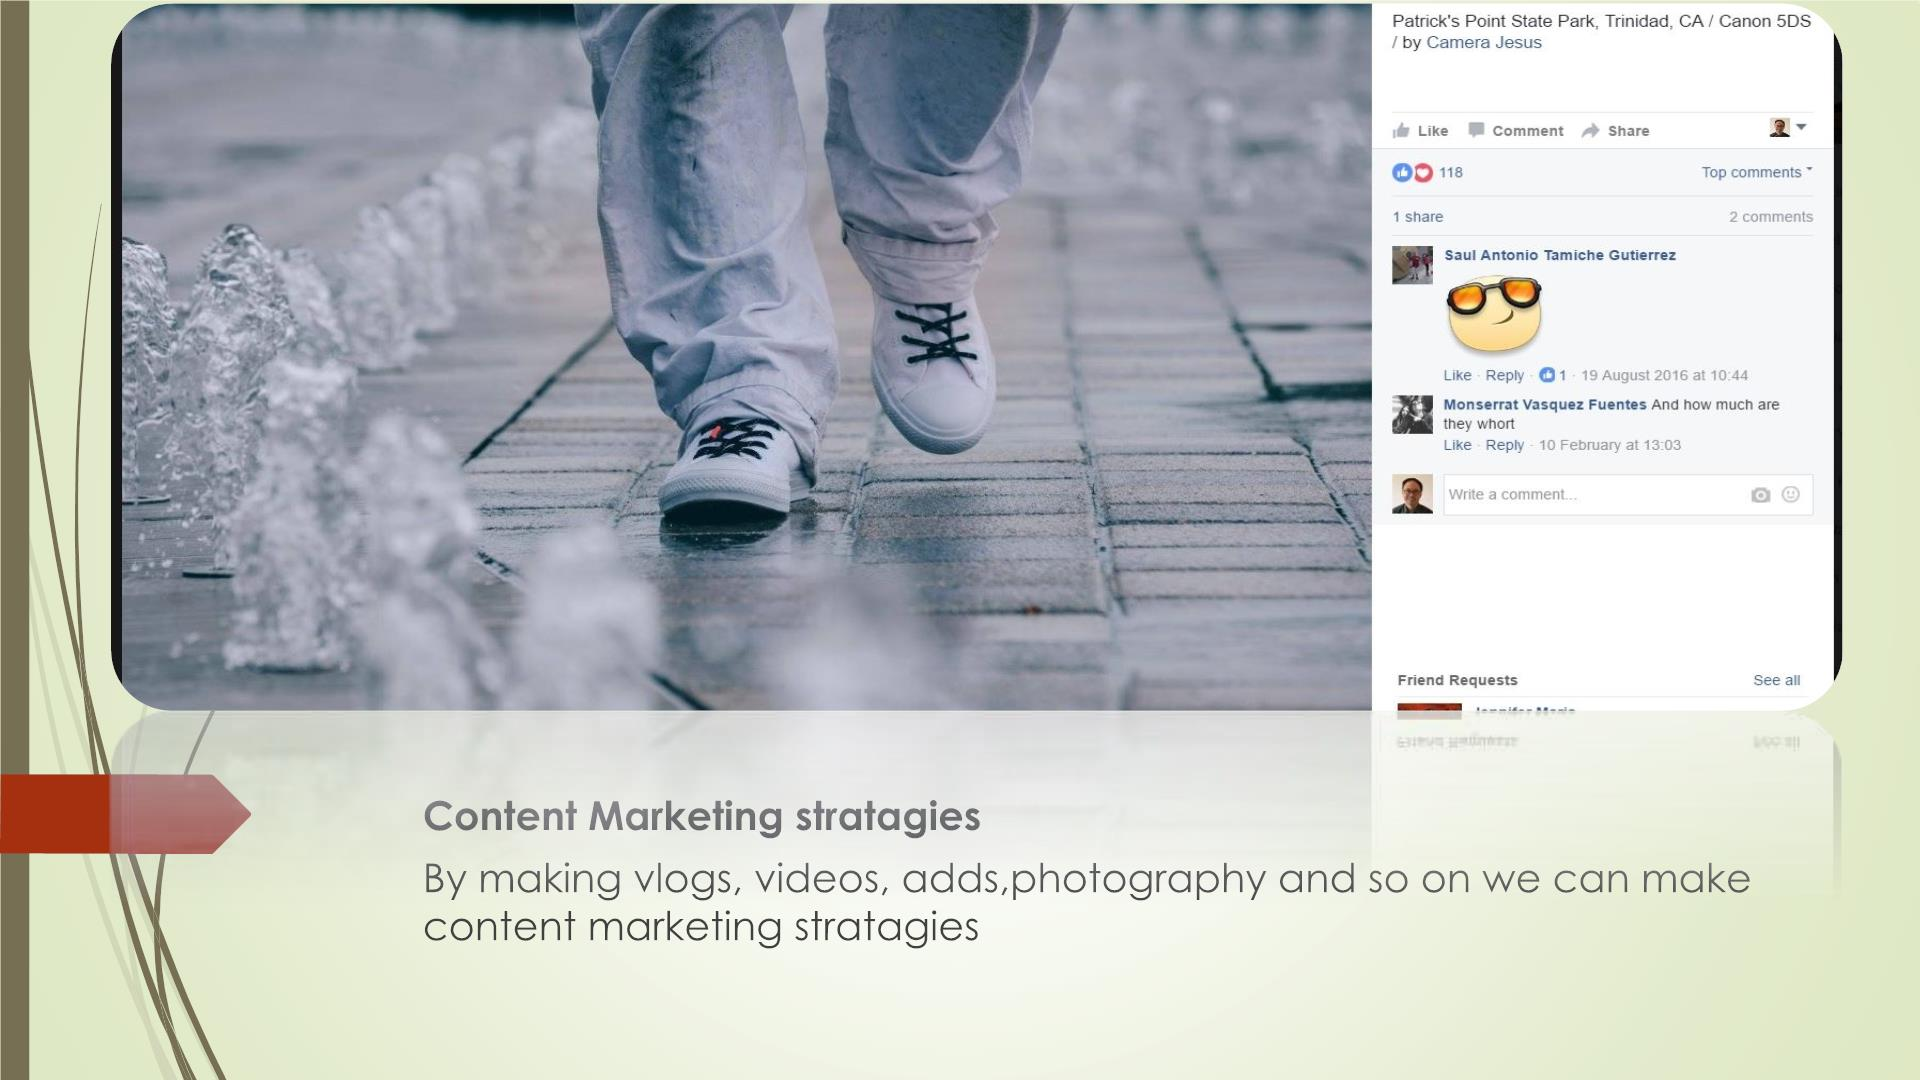 Patrick's Point State Park, Trinidad, CA / Canon 5DS
/ by Camera Jesus
Like Comment Share
118 Top comments
1 share 2 comments
Saul Antonio Tamiche Gutierrez
Like · Reply · 1 · 19 August 2016 at 10:44
Monserrat Vasquez Fuentes And how much are
they whort
Like · Reply · 10 February at 13:03
Write a comment...
Friend Requests See all
Content Marketing stratagies
By making vlogs, videos, adds,photography and so on we can make
content marketing stratagies